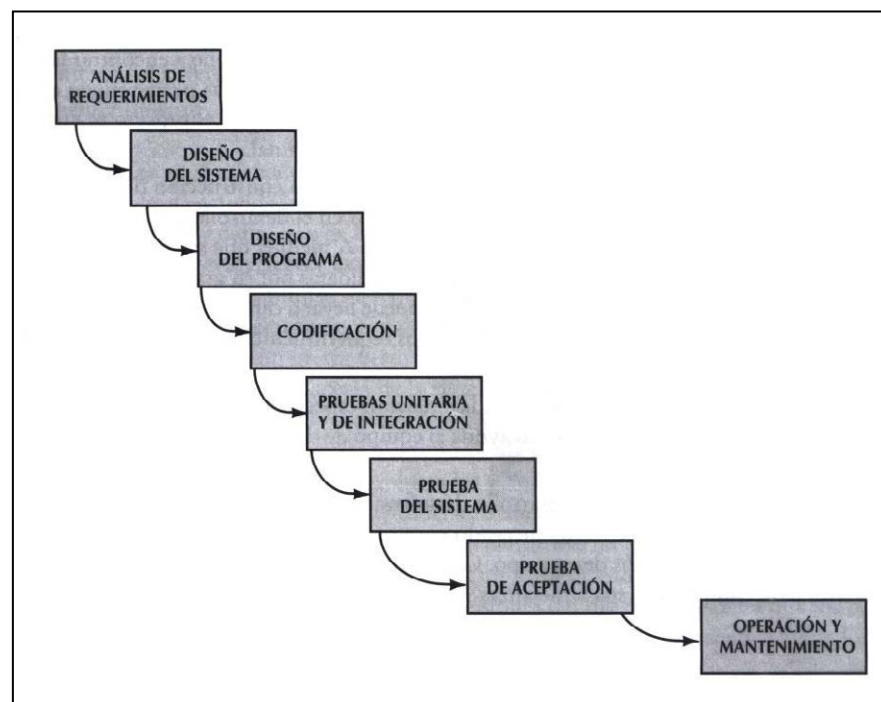 ANÁLISIS DE
REQUERIMIENTOS
DISEÑO
DEL SISTEMA
DISEÑO
DEL PROGRAMA
CODIFICACIÓN
PRUEBAS UNITARIA
Y DE INTEGRACIÓN
PRUEBA
DEL SISTEMA
PRUEBA
DE ACEPTACIÓN
OPERACIÓN Y
MANTENIMIENTO